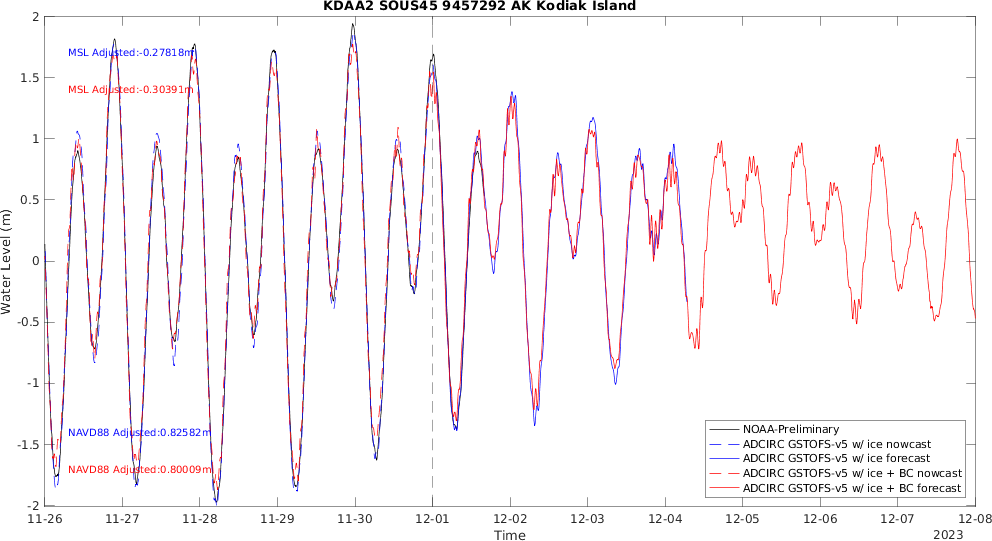 KDAA2 SOUS45 9457292 AK Kodiak Island
2
1.5
1
0.5
0
-0.5
-1
-1.5
-2
Water Level (m)
MSL Adjusted:-0.27818m
MSL Adjusted:-0.30391m
NAVD88 Adjusted:0.82582m
NAVD88 Adjusted:0.80009m
NOAA-Preliminary
ADCIRC GSTOFS-v5 w/ ice nowcast
ADCIRC GSTOFS-v5 w/ ice forecast
ADCIRC GSTOFS-v5 w/ ice + BC nowcast
ADCIRC GSTOFS-v5 w/ ice + BC forecast
11-26 11-27 11-28 11-29 11-30 12-01 12-02 12-03 12-04 12-05 12-06 12-07 12-08
Time
2023